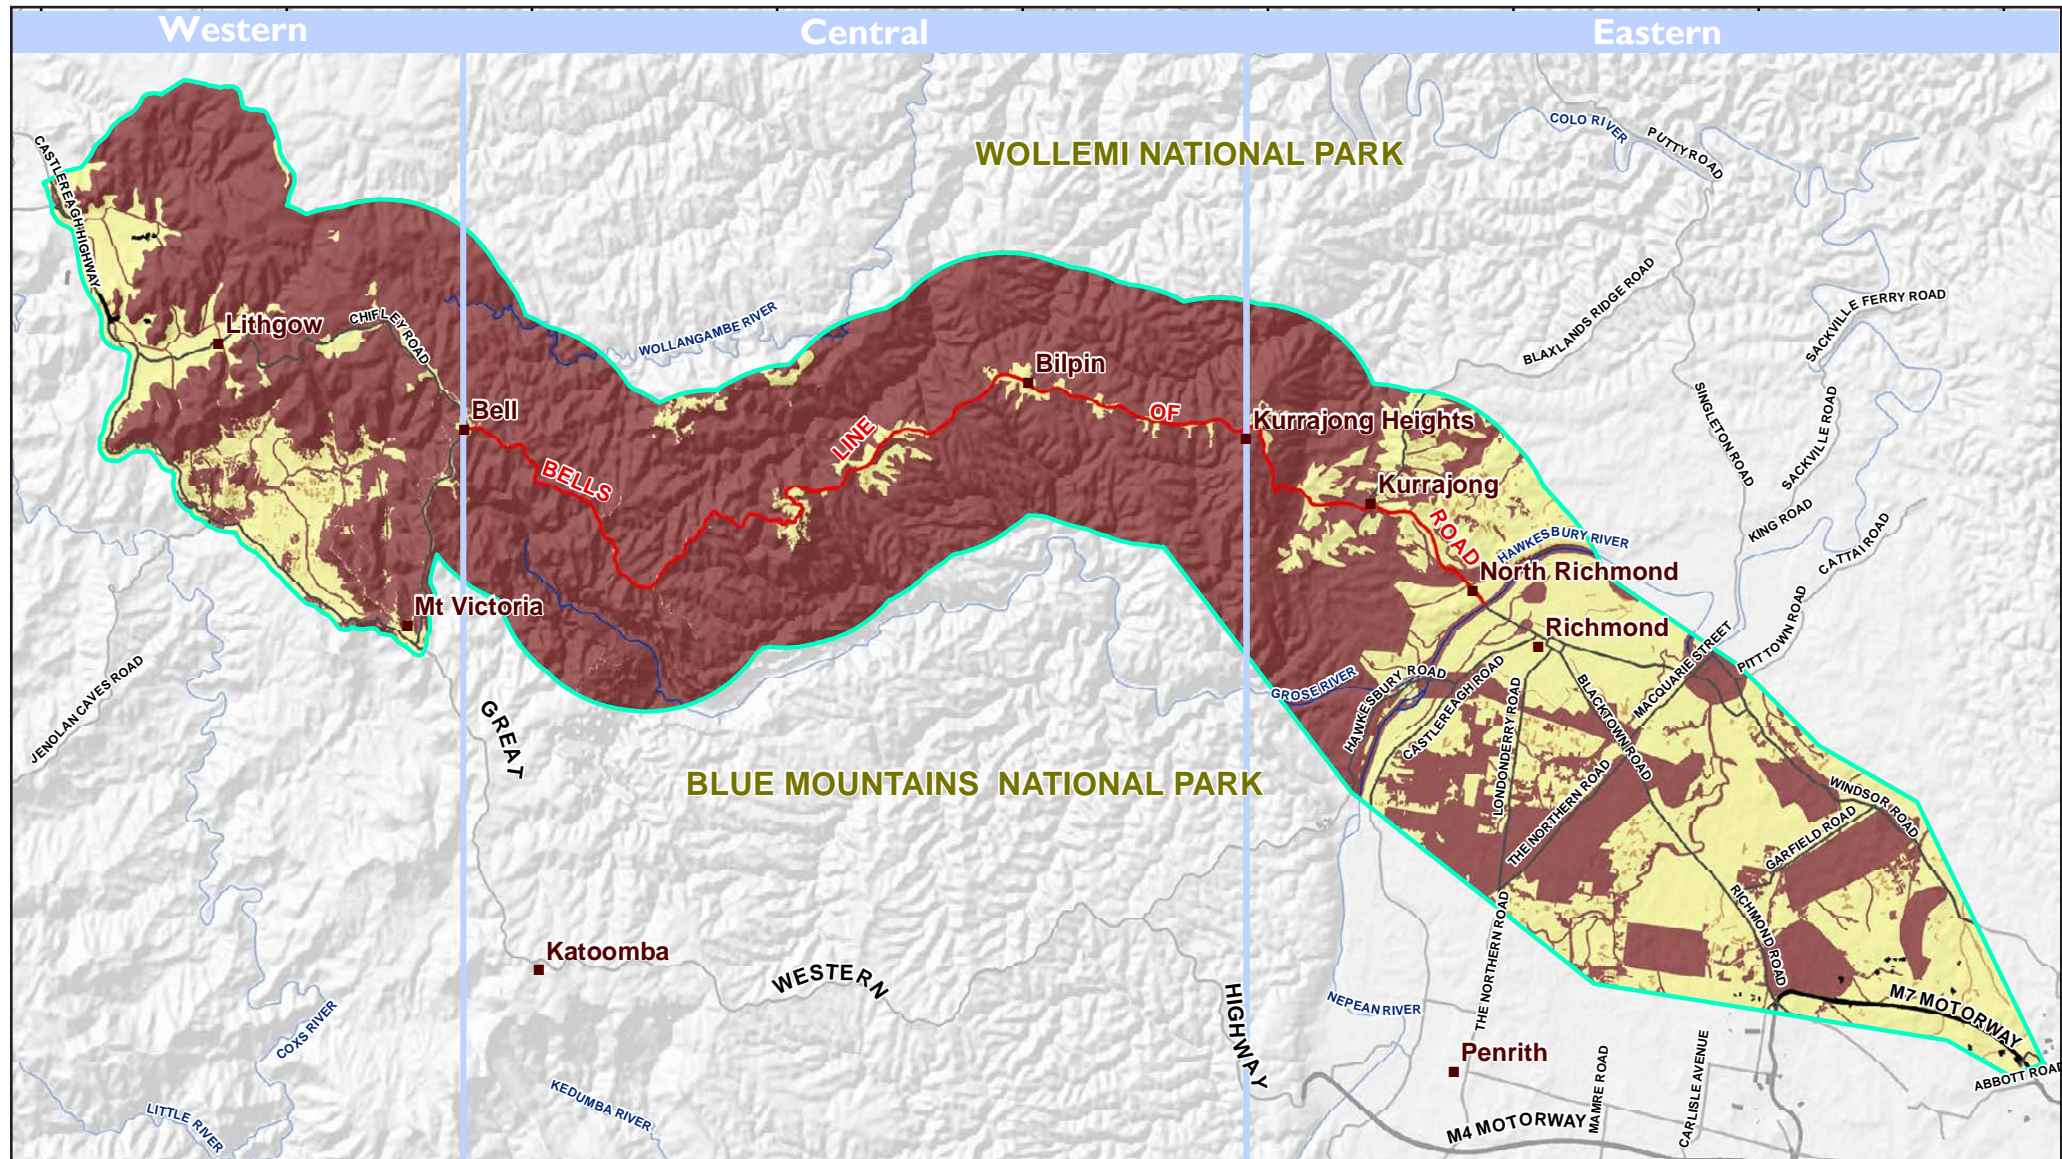 Western
Central
Eastern
WOLLEMI NATIONAL PARK
COLO RIVER
PUTTY ROAD
CASTLEREAGH HIGHWAY
BLAXLANDS RIDGE ROAD
SACKVILLE FERRY ROAD
WOLLANGAMBE RIVER
Lithgow
CHIFLEY ROAD
Bilpin
Bell
OF
Kurrajong Heights
SINGLETON ROAD
SACKVILLE ROAD
LINE
BELLS
Kurrajong
ROAD
KING ROAD
CATTAI ROAD
HAWKESBURY RIVER
North Richmond
Mt Victoria
Richmond
PITT TOWN ROAD
MACQUARIE STREET
JENOLAN CAVES ROAD
GROSE RIVER
HAWKESBURY ROAD
CASTLEREAGH ROAD
LONDONDERRY ROAD
BLACKTOWN ROAD
GREAT
BLUE MOUNTAINS NATIONAL PARK
THE NORTHERN ROAD
WINDSOR ROAD
GARFIELD ROAD
RICHMOND ROAD
THE NORTHERN ROAD
Katoomba
WESTERN
HIGHWAY
NEPEAN RIVER
M7 MOTORWAY
COXS RIVER
Penrith
ABBOTT ROAD
MAMRE ROAD
CARLISLE AVENUE
KEDUMBA RIVER
LITTLE RIVER
M4 MOTORWAY